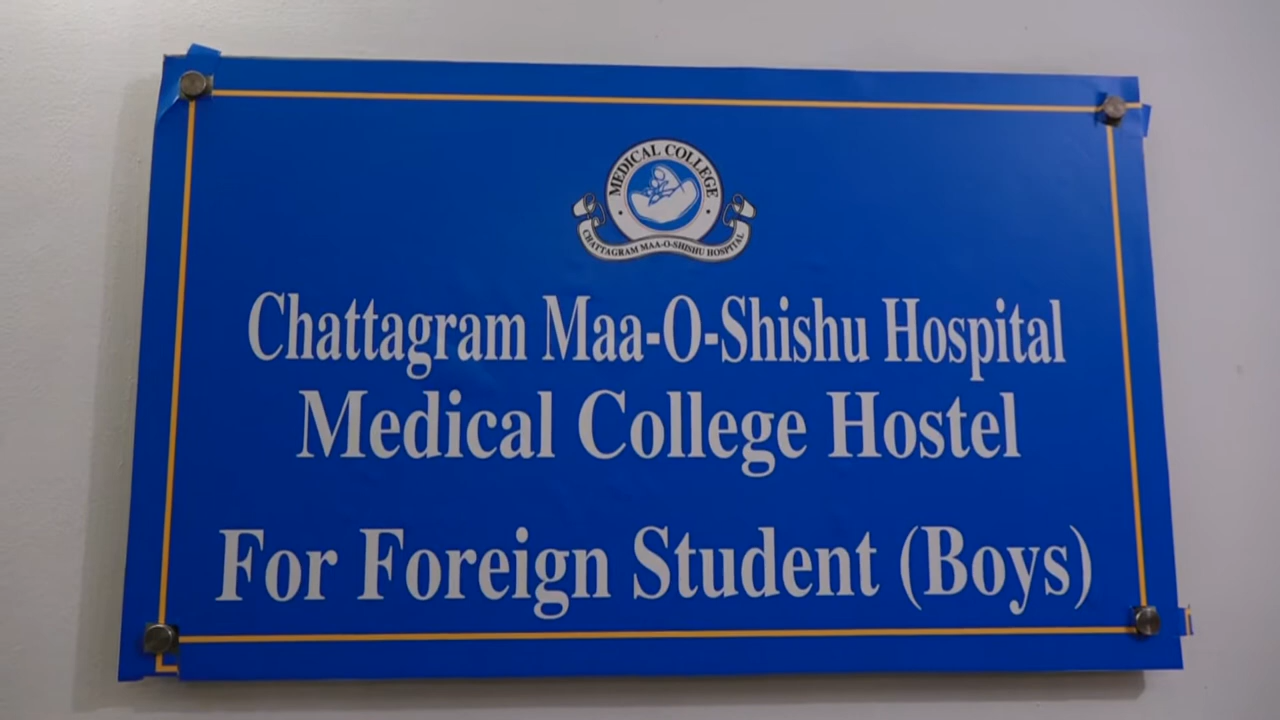 MEDICAL COLLEGE
CHATTAGRAM MAA-O-SHISHU HOSPITAL
Chattagram Maa-O-Shishu Hospital
Medical College Hostel
For Foreign Student (Boys)